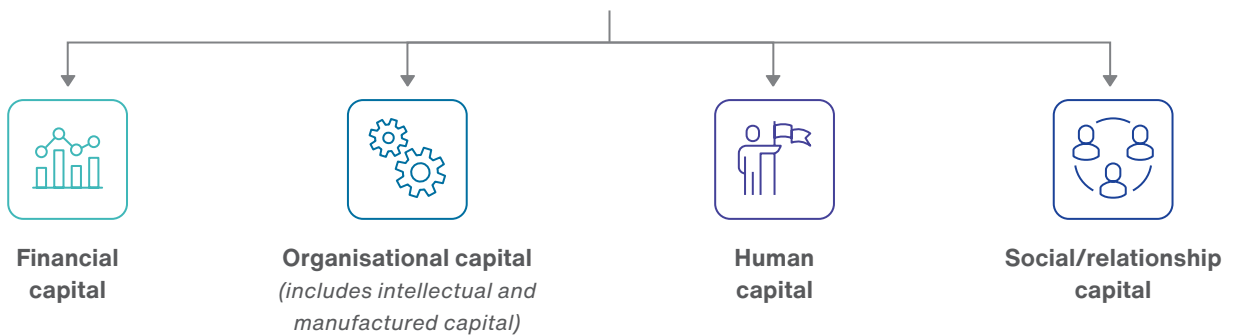 Financial
capital
Organisational capital
(includes intellectual and
manufactured capital)
Human
capital
Social/relationship
capital